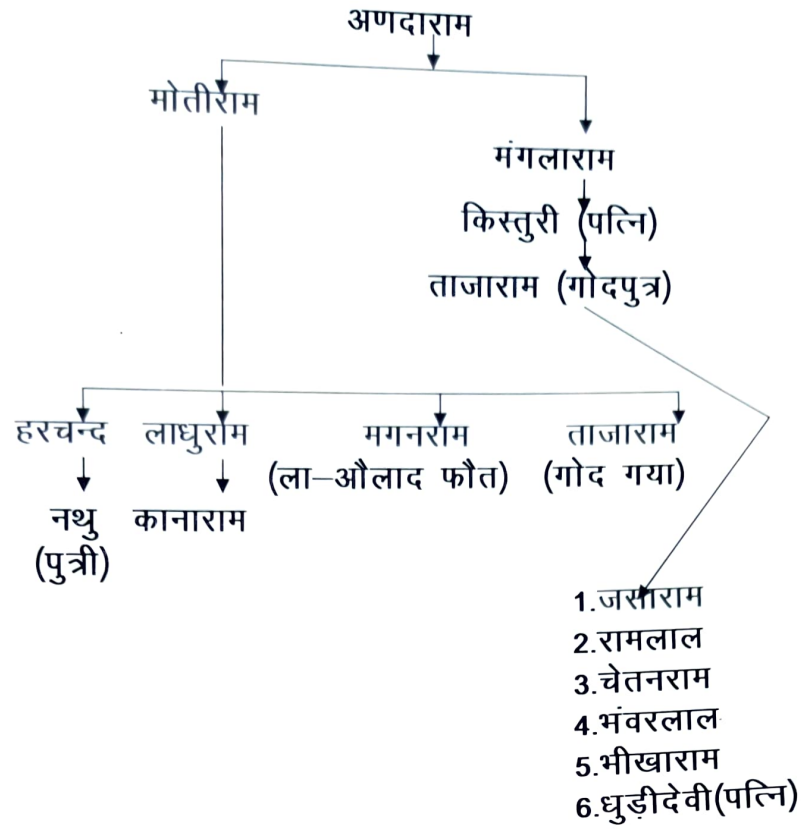 अणदाराम
मोतीराम
मंगलाराम
किस्तुरी (पत्नि)
ताजाराम (गोदपुत्र)
हरचन्द लाधुराम मगनराम ताजाराम
(ला–औलाद फौत) (गोद गया)
नथु कानाराम
(पुत्री)
1.जसाराम
2.रामलाल
3.चेतनराम
4.भंवरलाल
5.भीखाराम
6.धुड़ीदेवी(पत्नि)